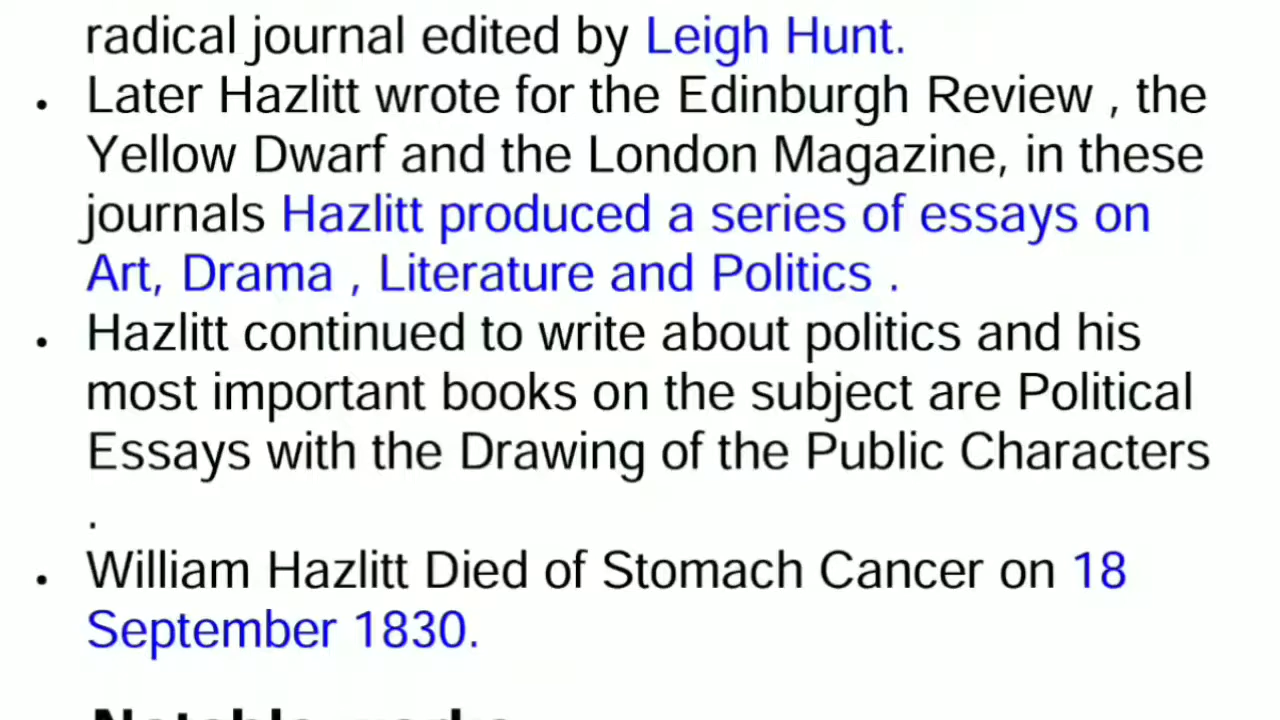 radical journal edited by Leigh Hunt.
• Later Hazlitt wrote for the Edinburgh Review , the
Yellow Dwarf and the London Magazine, in these
journals Hazlitt produced a series of essays on
Art, Drama , Literature and Politics .
• Hazlitt continued to write about politics and his
most important books on the subject are Political
Essays with the Drawing of the Public Characters
.
• William Hazlitt Died of Stomach Cancer on 18
September 1830.